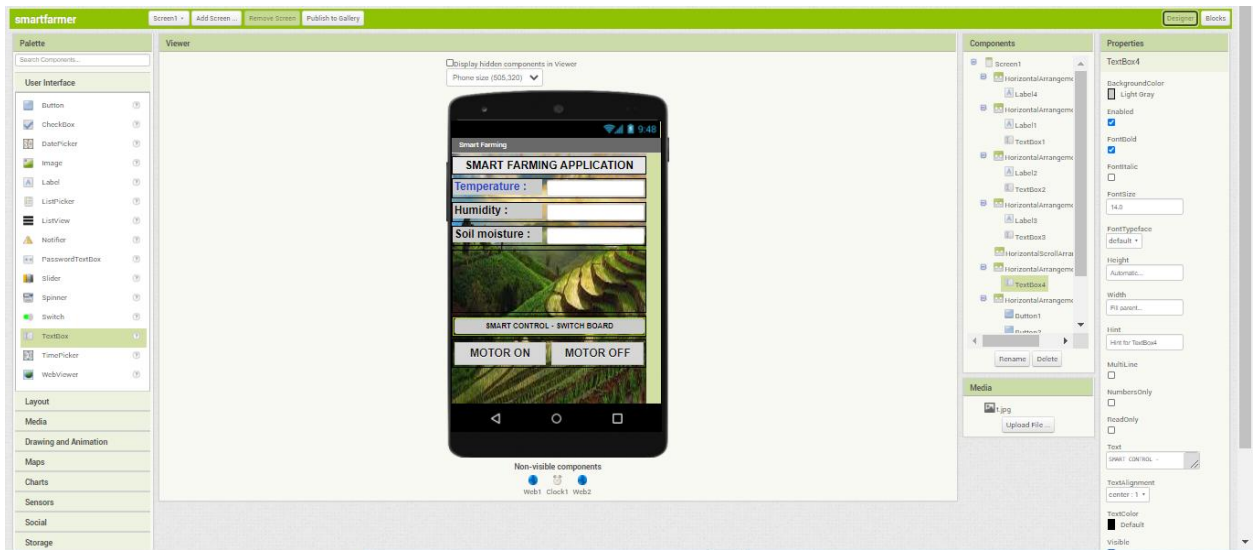 smartfarmer
Screen1
Add Screen ...
Remove Screen
Publish to Gallery
Designer
Blocks
Palette
Search Components...
User Interface
Button
CheckBox
DatePicker
Image
Label
ListPicker
ListView
Notifier
PasswordTextBox
Slider
Spinner
Switch
TextBox
TimePicker
WebViewer
Layout
Media
Drawing and Animation
Maps
Charts
Sensors
Social
Storage
Viewer
Display hidden components in Viewer
Phone size (505,320)
9:48
Smart Farming
SMART FARMING APPLICATION
Temperature :
Humidity :
Soil moisture :
SMART CONTROL - SWITCH BOARD
MOTOR ON MOTOR OFF
Non-visible components
Web1 Clock1 Web2
Components
Screen1
HorizontalArrangeme
Label4
HorizontalArrangeme
Label1
TextBox1
HorizontalArrangeme
Label2
TextBox2
HorizontalArrangeme
Label3
TextBox3
HorizontalScrollArra
HorizontalArrangeme
TextBox4
HorizontalArrangeme
Button1
Button2
Rename Delete
Media
1.jpg
Upload File ...
Properties
TextBox4
BackgroundColor
Light Gray
Enabled
FontBold
FontItalic
FontSize
14.0
FontTypeface
default
Height
Automatic...
Width
Fill parent...
Hint
Hint for TextBox4
MultiLine
NumbersOnly
ReadOnly
Text
SMART CONTROL -
TextAlignment
center : 1
TextColor
Default
Visible